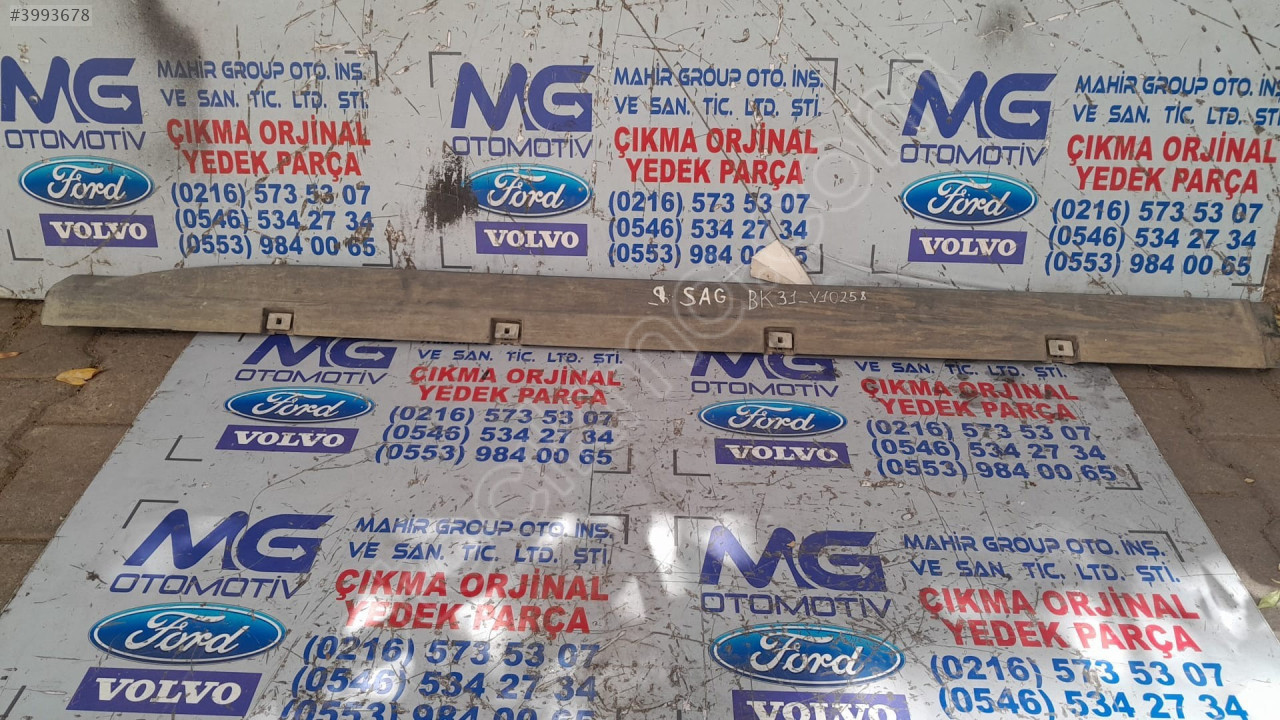 #3993678
MG
OTOMOTİV
Ford
VOLVO
MAHİR GROUP OTO. İNŞ.
VE SAN. TİC. LTD. ŞTİ.
ÇIKMA ORJİNAL
YEDEK PARÇA
(0216) 573 53 07
(0546) 534 27 34
(0553) 984 00 65
MG
OTOMOTİV
Ford
VOLVO
MAHİR GROUP OTO. İNŞ.
VE SAN. TİC. LTD. ŞTİ.
ÇIKMA ORJİNAL
YEDEK PARÇA
(0216) 573 53 07
(0546) 534 27 34
(0553) 984 00 65
MG
OTOMOTİV
Ford
VOLVO
MAHİR GROUP OTO. İNŞ
VE SAN. TİC. LTD. ŞTİ.
ÇIKMA ORJİNAL
YEDEK PARÇA
(0216) 573 53 07
(0546) 534 27 34
(0553) 984 00 65
SAG BK31-V10258
MG
OTOMOTİV
Ford
VOLVO
VE SAN. TİC. LTD. ŞTİ.
ÇIKMA ORJİNAL
YEDEK PARÇA
(0216) 573 53 07
(0546) 534 27 34
(0553) 984 00 65
MG
OTOMOTİV
Ford
VOLVO
VE SAN. TİC. LTD. ŞTİ.
ÇIKMA ORJİNAL
YEDEK PARÇA
(0216) 573 53 07
(0546) 534 27 34
(0553) 984 00 65
MG
OTOMOTİV
Ford
VOLVO
MAHİR GROUP OTO. İNŞ.
VE SAN. TİC. LTD. ŞTİ
ÇIKMA ORJİNAL
YEDEK PARÇA
(0216) 573 53 07
(0546) 534 27 34
(0553) 984 00 65
MG
OTOMOTİV
Ford
VOLVO
MAHİR GROUP OTO. İNŞ.
VE SAN. TİC. LTD. ŞTİ.
ÇIKMA ORJİNAL
YEDEK PARÇA
(0216) 573 53 07
(0546) 534 27 34